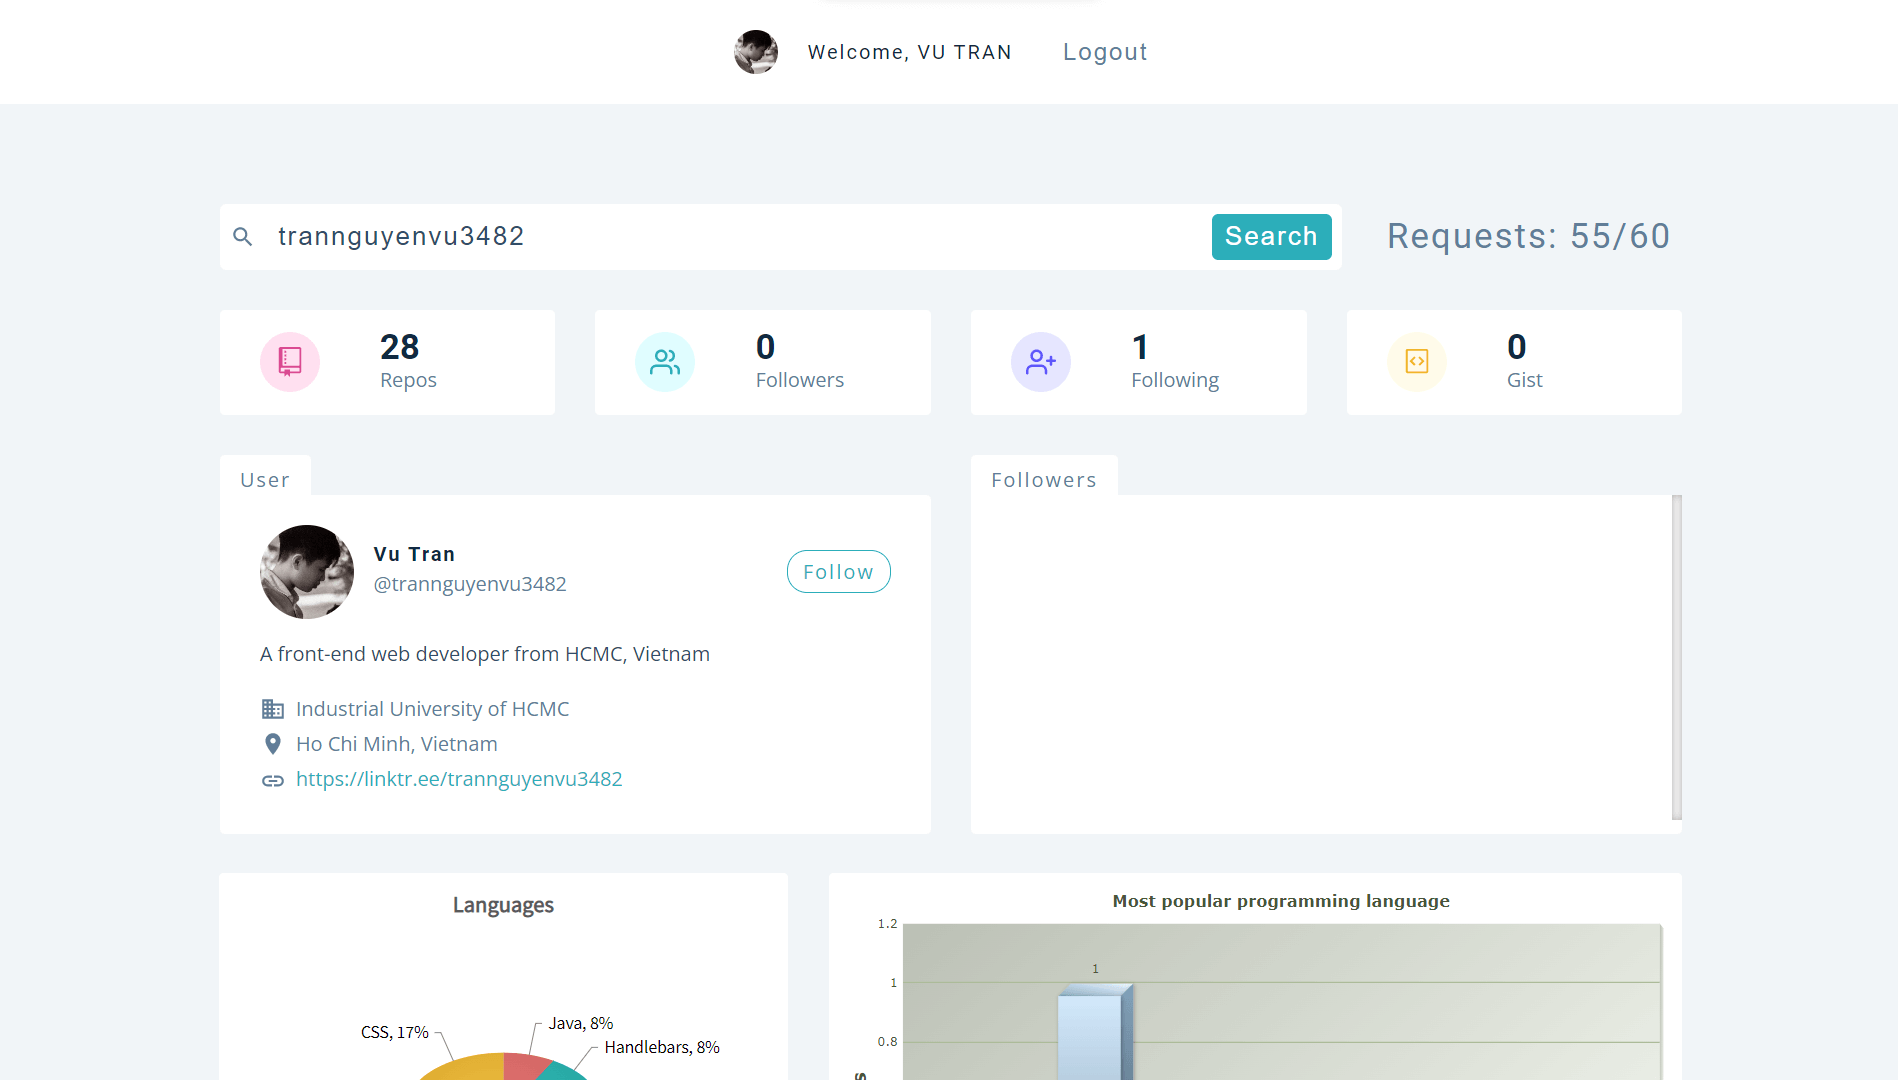 Welcome, VU TRAN
Logout
trannguyenvu3482
Search
Requests: 55/60
28
Repos
0
Followers
1
Following
0
Gist
User
Vu Tran
@trannguyenvu3482
Follow
A front-end web developer from HCMC, Vietnam
Industrial University of HCMC
Ho Chi Minh, Vietnam
https://linktr.ee/trannguyenvu3482
Followers
Languages
CSS, 17%
Java, 8%
Handlebars, 8%
Most popular programming language
1.2
1
1
0.8